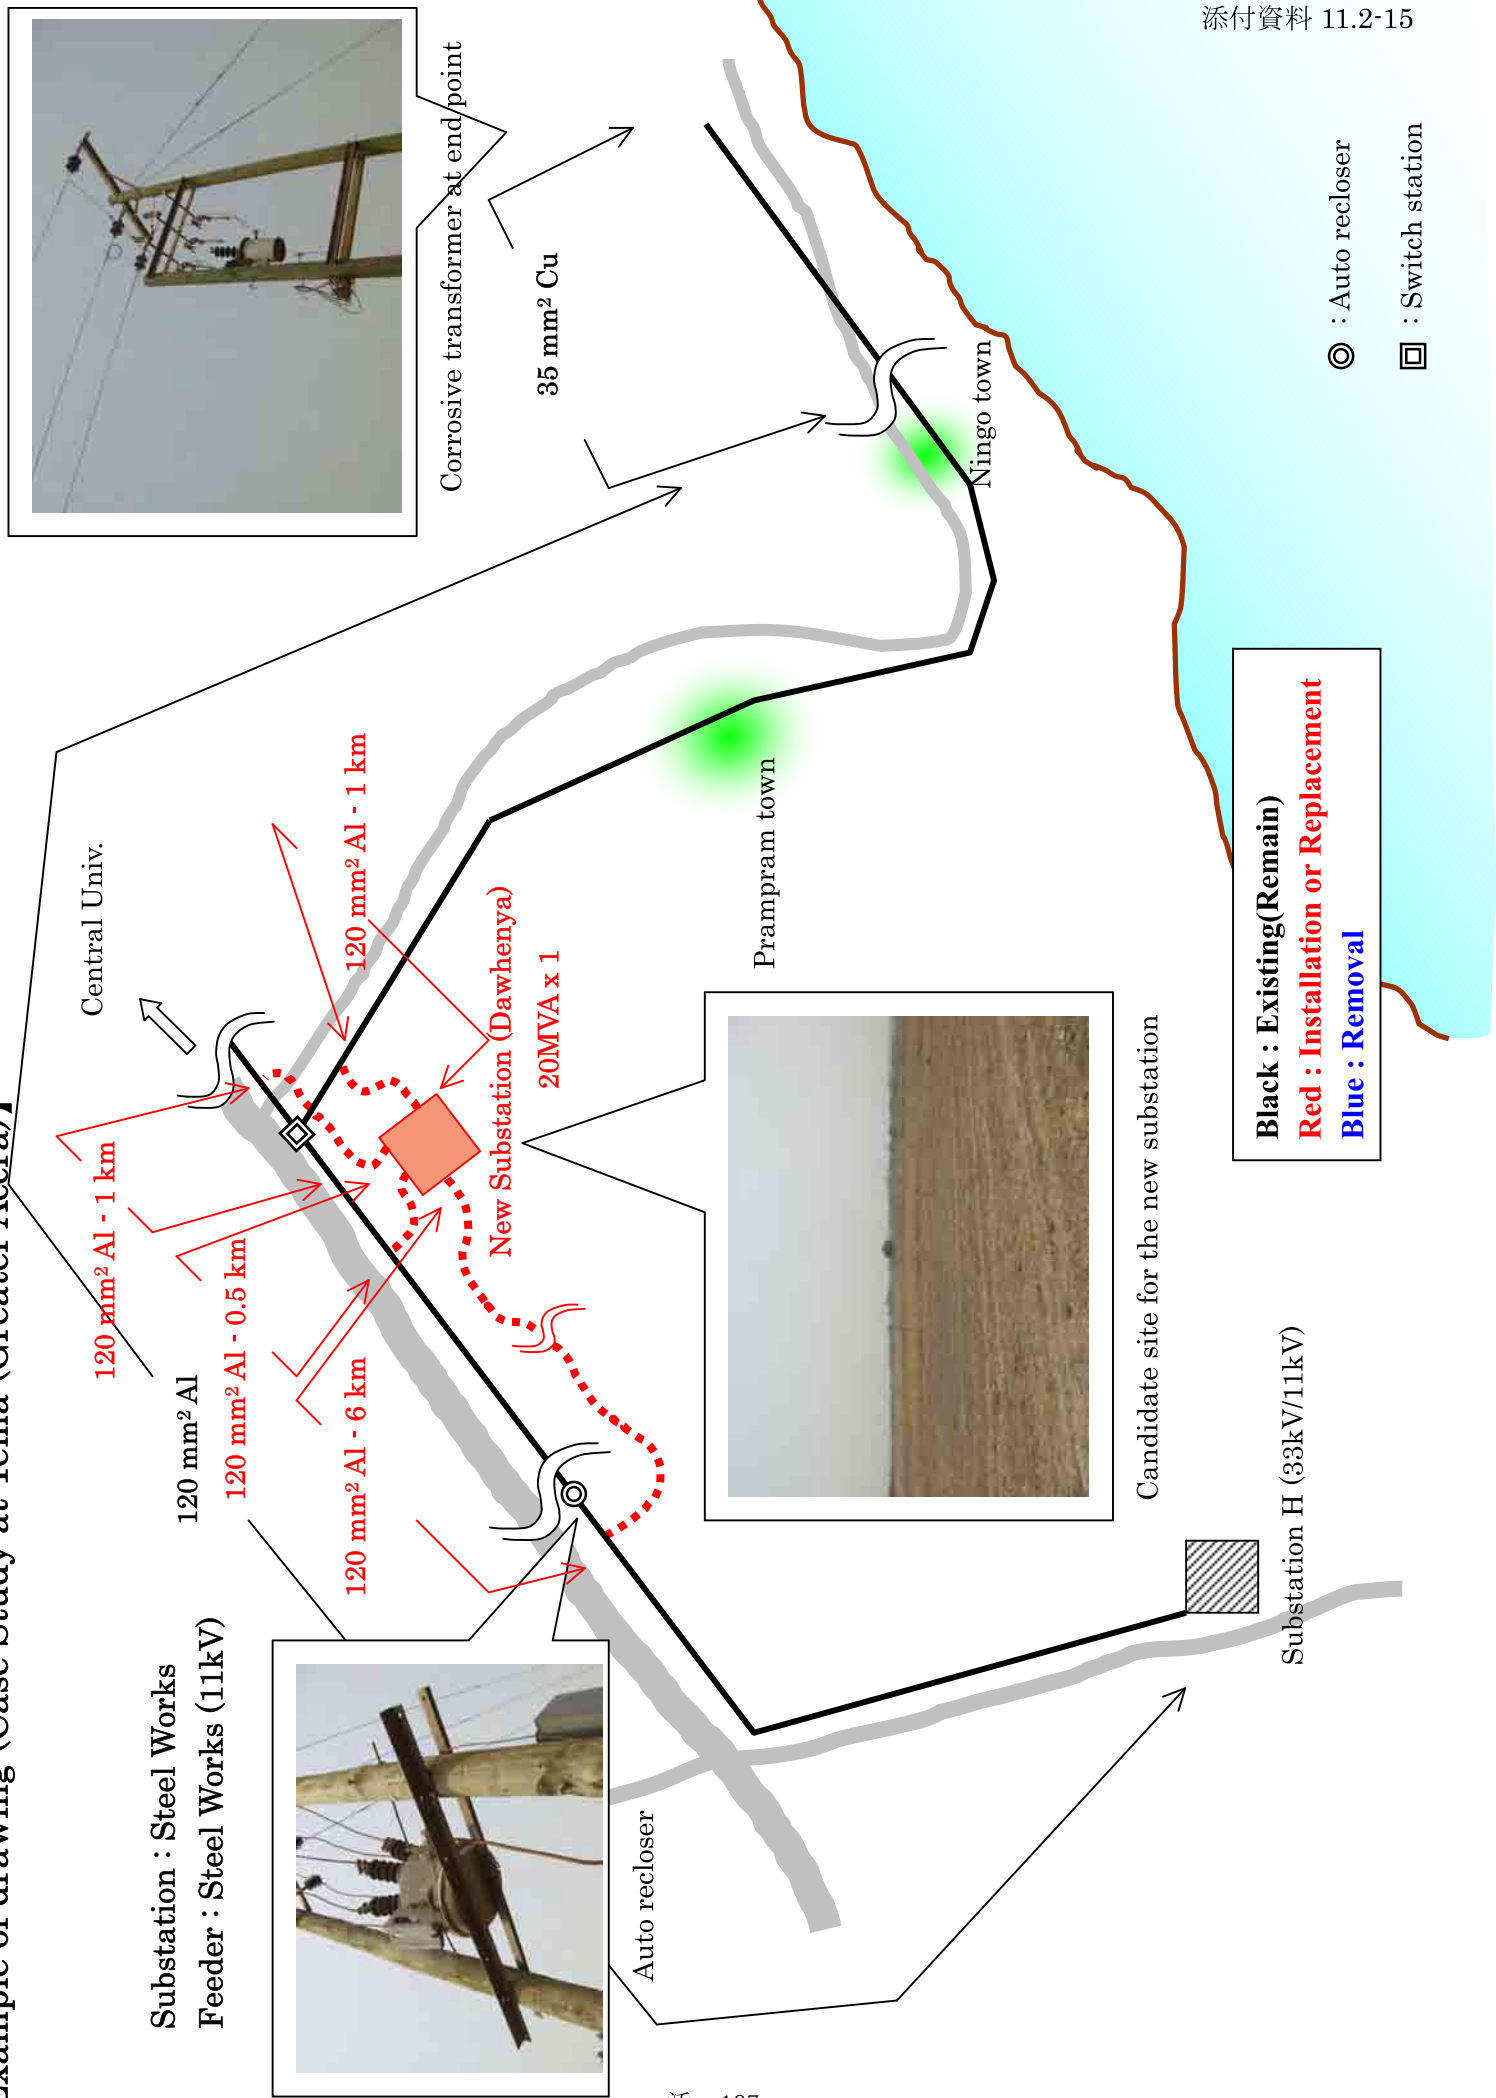 添付資料 11.2-15
Example of drawing (Case Study at Tema (Greater Accra)]
Substation : Steel Works
Feeder : Steel Works (11kV)
Central Univ.
Corrosive transformer at end point
35 mm² Cu
120 mm² Al - 1 km
120 mm² Al - 1 km
120 mm² Al
120 mm² Al - 0.5 km
120 mm² Al - 6 km
New Substation (Dawhenya)
20MVA x 1
Prampram town
Ningo town
Auto recloser
Candidate site for the new substation
Substation H (33kV/11kV)
Black : Existing(Remain)
Red : Installation or Replacement
Blue : Removal
: Auto recloser
: Switch station